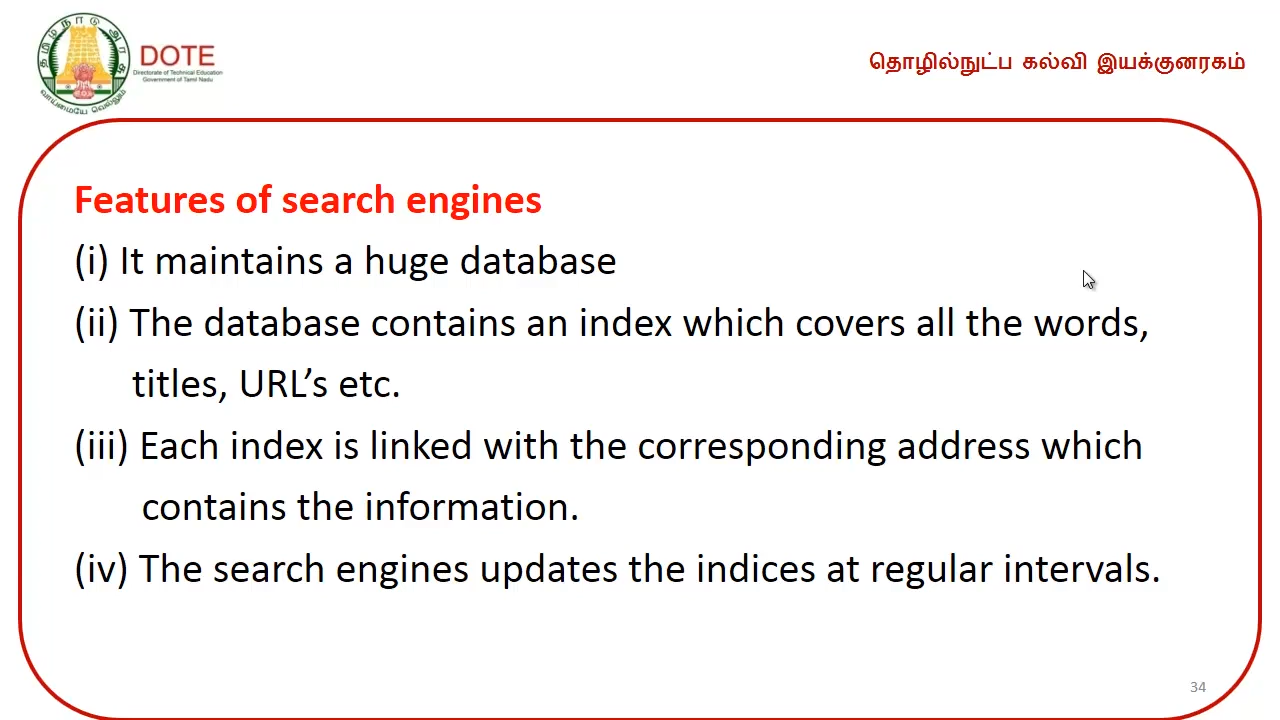 தமிழ்நாடு அரசு
வாய்மையே வெல்லும்
DOTE
Directorate of Technical Education
Government of Tamil Nadu
தொழில்நுட்ப கல்வி இயக்குனரகம்
Features of search engines
(i) It maintains a huge database
(ii) The database contains an index which covers all the words,
titles, URL’s etc.
(iii) Each index is linked with the corresponding address which
contains the information.
(iv) The search engines updates the indices at regular intervals.
34